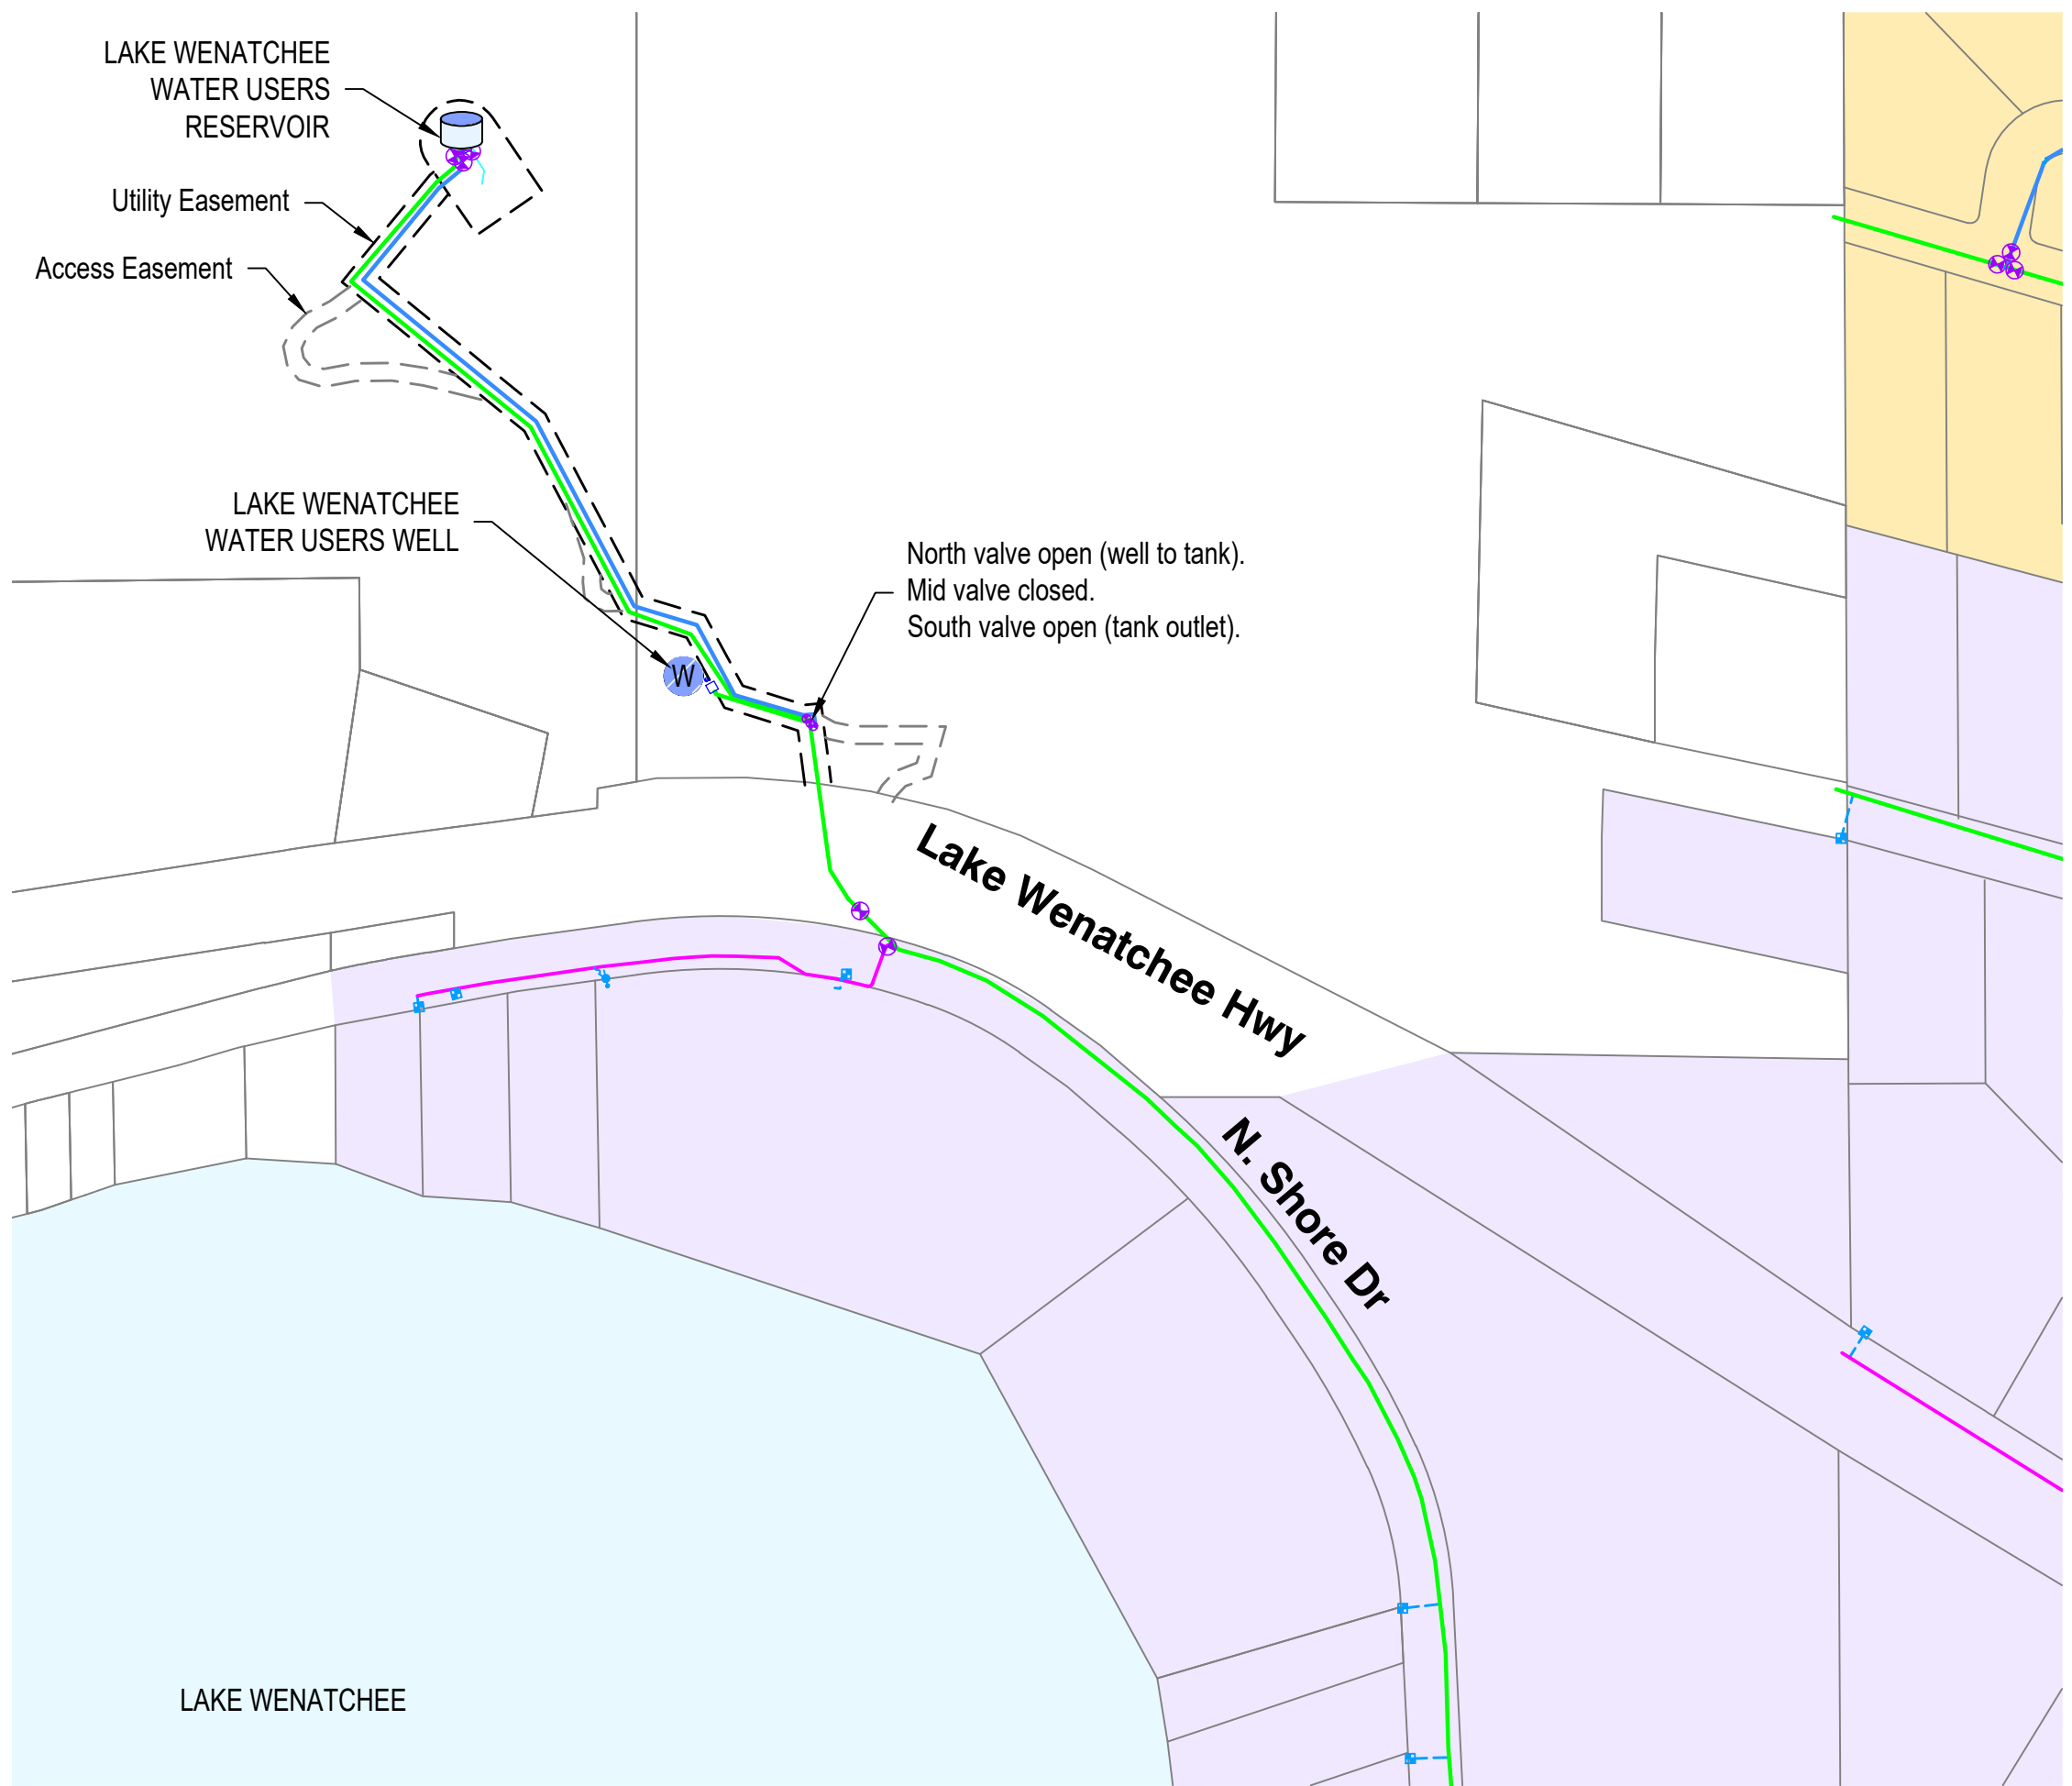 LAKE WENATCHEE
WATER USERS
RESERVOIR
Utility Easement
Access Easement
LAKE WENATCHEE
WATER USERS WELL
W
North valve open (well to tank).
Mid valve closed.
South valve open (tank outlet).
Lake Wenatchee Hwy
N. Shore Dr
LAKE WENATCHEE